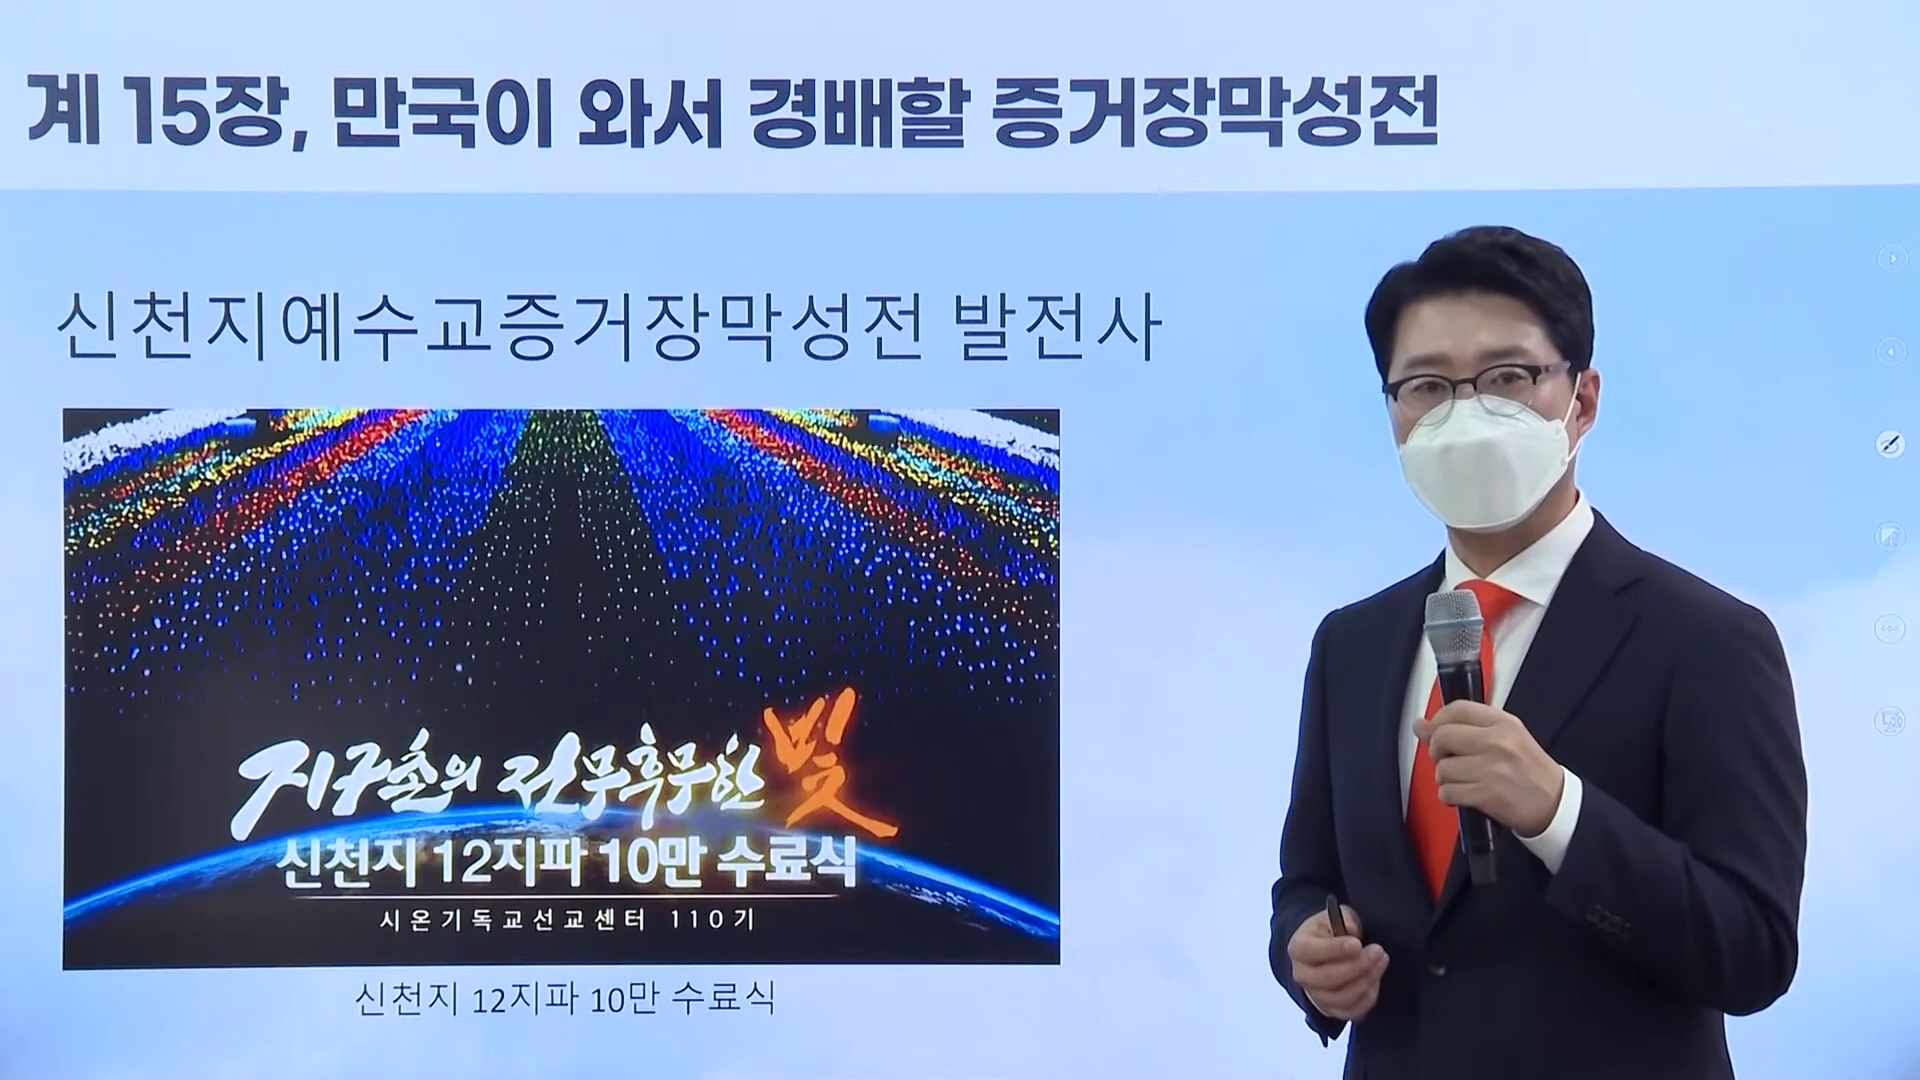 계 15장, 만국이 와서 경배할 증거장막성전
신천지예수교증거장막성전 발전사
지구촌의 전무후무한 빛
신천지 12지파 10만 수료식
시온기독교선교센터 110기
신천지 12지파 10만 수료식